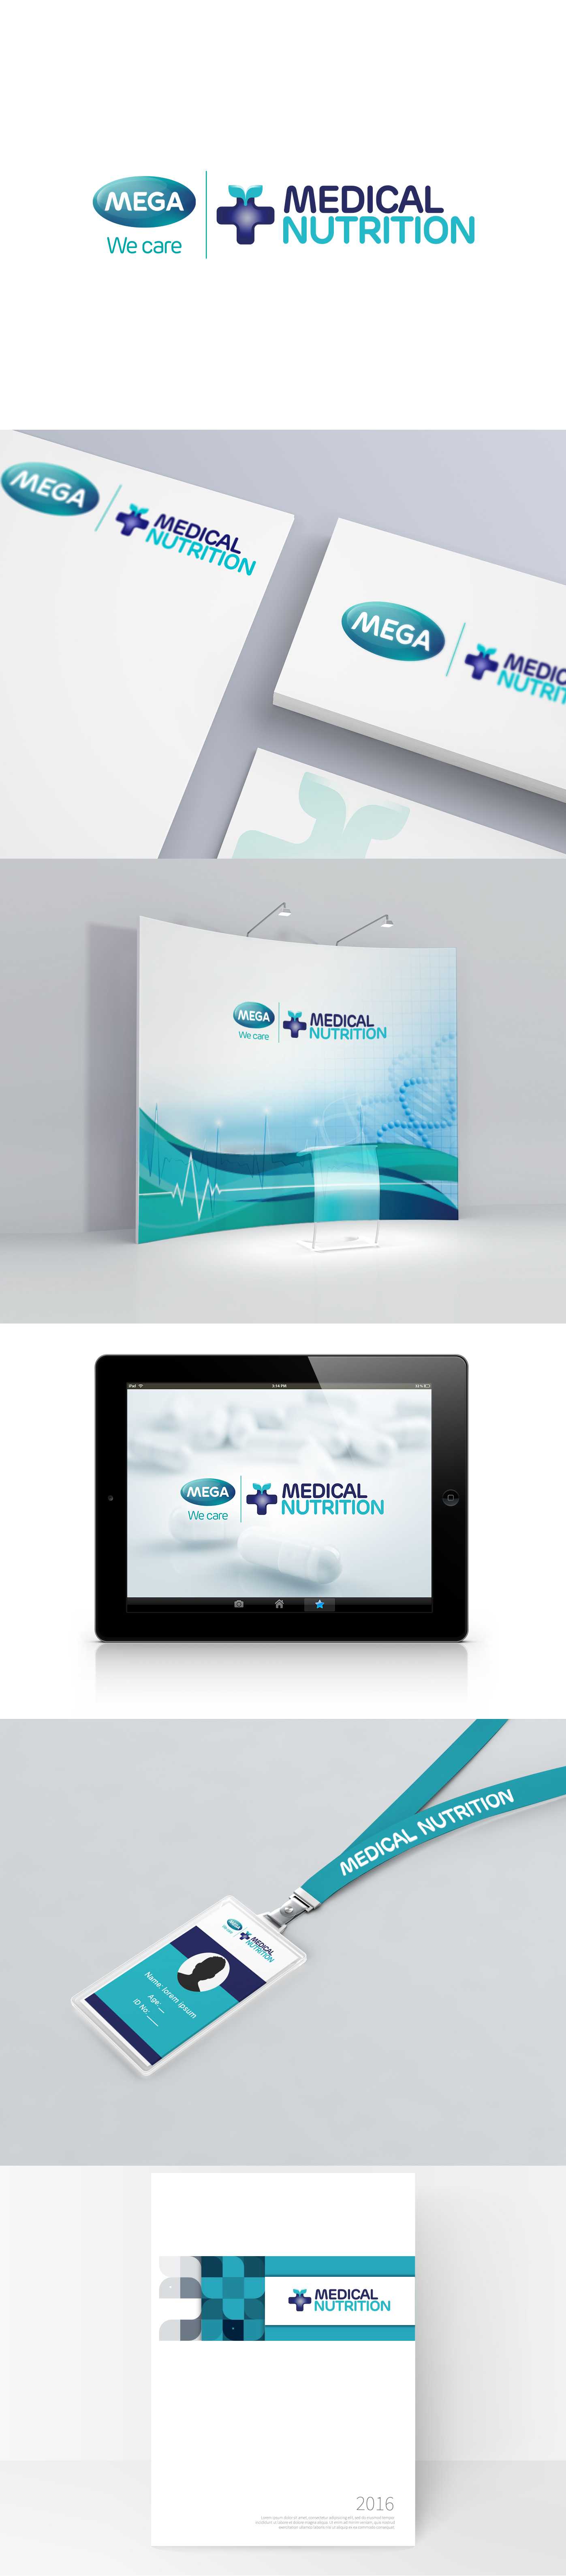 MEGA
We care
MEDICAL
NUTRITION
MEGA
MEDICAL
NUTRITION
MEGA
MEDIC
NUTRIT
MEGA
We care
MEDICAL
NUTRITION
iPad
3:14 PM
MEGA
We care
MEDICAL
NUTRITION
MEDICAL NUTRITION
MEGA
MEDICAL
NUTRITION
Name: lorem ipsum
Age:
ID No:
MEDICAL
NUTRITION
2016